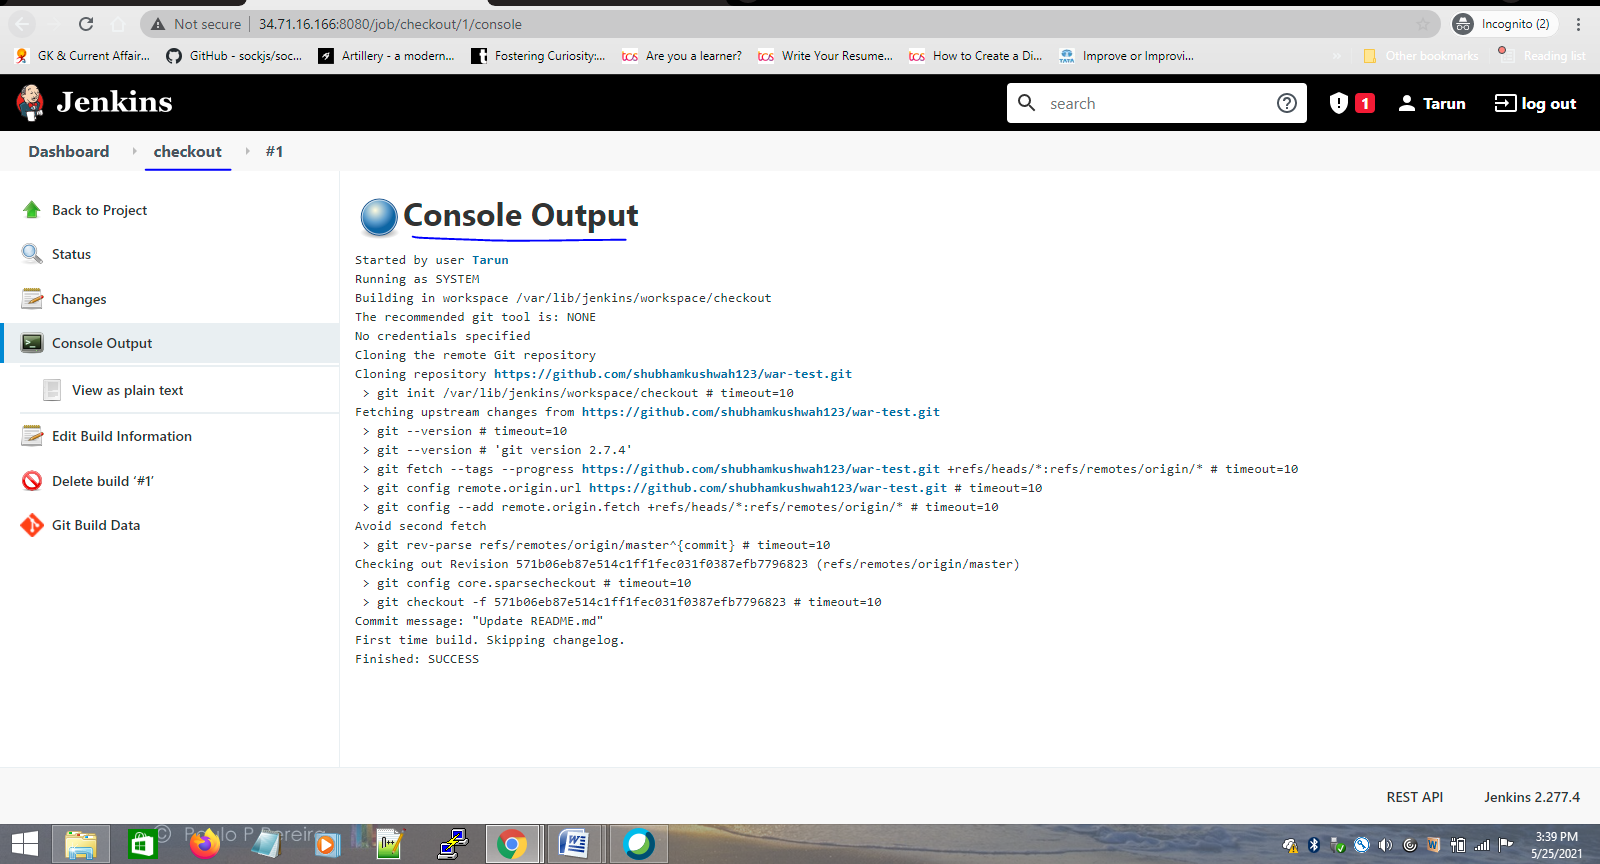 Not secure | 34.71.16.166:8080/job/checkout/1/console
Incognito (2)
GK & Current Affair...
GitHub - sockjs/soc...
Artillery - a modern...
Fostering Curiosity:...
tcs Are you a learner?
tcs Write Your Resume...
tcs How to Create a Di...
TATA Improve or Improvi...
»
Other bookmarks
Reading list
Jenkins
search
1
Tarun
log out
Dashboard
checkout
#1
Back to Project
Status
Changes
Console Output
View as plain text
Edit Build Information
Delete build ‘#1’
Git Build Data
Console Output
Started by user Tarun
Running as SYSTEM
Building in workspace /var/lib/jenkins/workspace/checkout
The recommended git tool is: NONE
No credentials specified
Cloning the remote Git repository
Cloning repository https://github.com/shubhamkushwah123/war-test.git
> git init /var/lib/jenkins/workspace/checkout # timeout=10
Fetching upstream changes from https://github.com/shubhamkushwah123/war-test.git
> git --version # timeout=10
> git --version # 'git version 2.7.4'
> git fetch --tags --progress https://github.com/shubhamkushwah123/war-test.git +refs/heads/*:refs/remotes/origin/* # timeout=10
> git config remote.origin.url https://github.com/shubhamkushwah123/war-test.git # timeout=10
> git config --add remote.origin.fetch +refs/heads/*:refs/remotes/origin/* # timeout=10
Avoid second fetch
> git rev-parse refs/remotes/origin/master^{commit} # timeout=10
Checking out Revision 571b06eb87e514c1ff1fec031f0387efb7796823 (refs/remotes/origin/master)
> git config core.sparsecheckout # timeout=10
> git checkout -f 571b06eb87e514c1ff1fec031f0387efb7796823 # timeout=10
Commit message: "Update README.md"
First time build. Skipping changelog.
Finished: SUCCESS
REST API
Jenkins 2.277.4
3:39 PM
5/25/2021